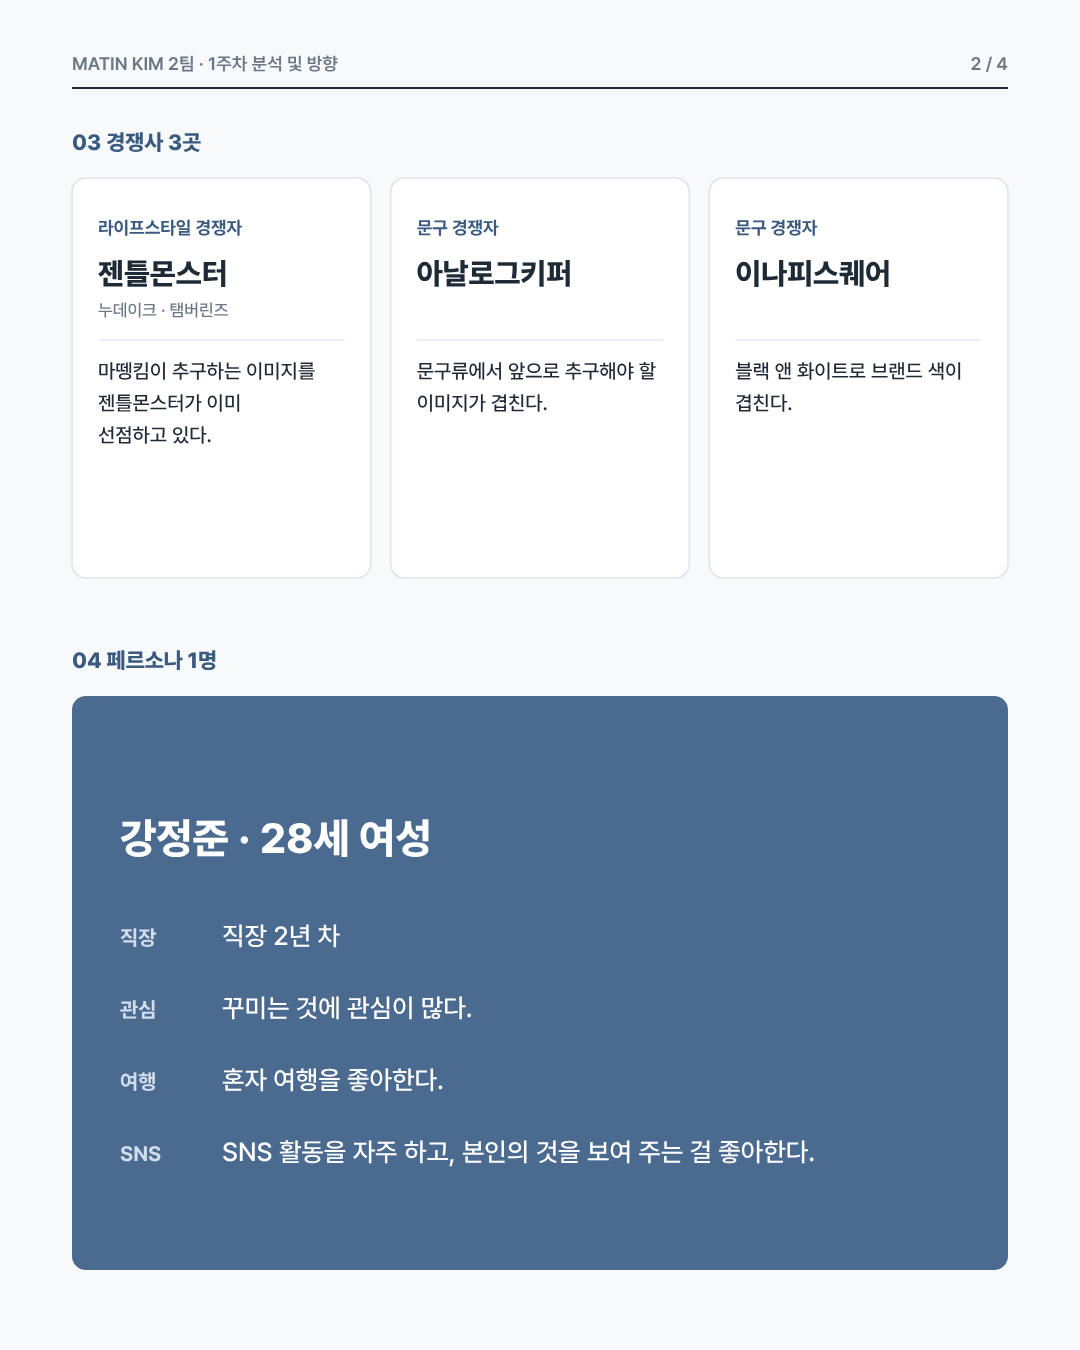 MATIN KIM 2팀 · 1주차 분석 및 방향
2 / 4
03 경쟁사 3곳
라이프스타일 경쟁자
젠틀몬스터
누데이크 · 탬버린즈
마뗑킴이 추구하는 이미지를
젠틀몬스터가 이미
선점하고 있다.
문구 경쟁자
아날로그키퍼
문구류에서 앞으로 추구해야 할
이미지가 겹친다.
문구 경쟁자
이나피스퀘어
블랙 앤 화이트로 브랜드 색이
겹친다.
04 페르소나 1명
강정준 · 28세 여성
직장 직장 2년 차
관심 꾸미는 것에 관심이 많다.
여행 혼자 여행을 좋아한다.
SNS SNS 활동을 자주 하고, 본인의 것을 보여 주는 걸 좋아한다.